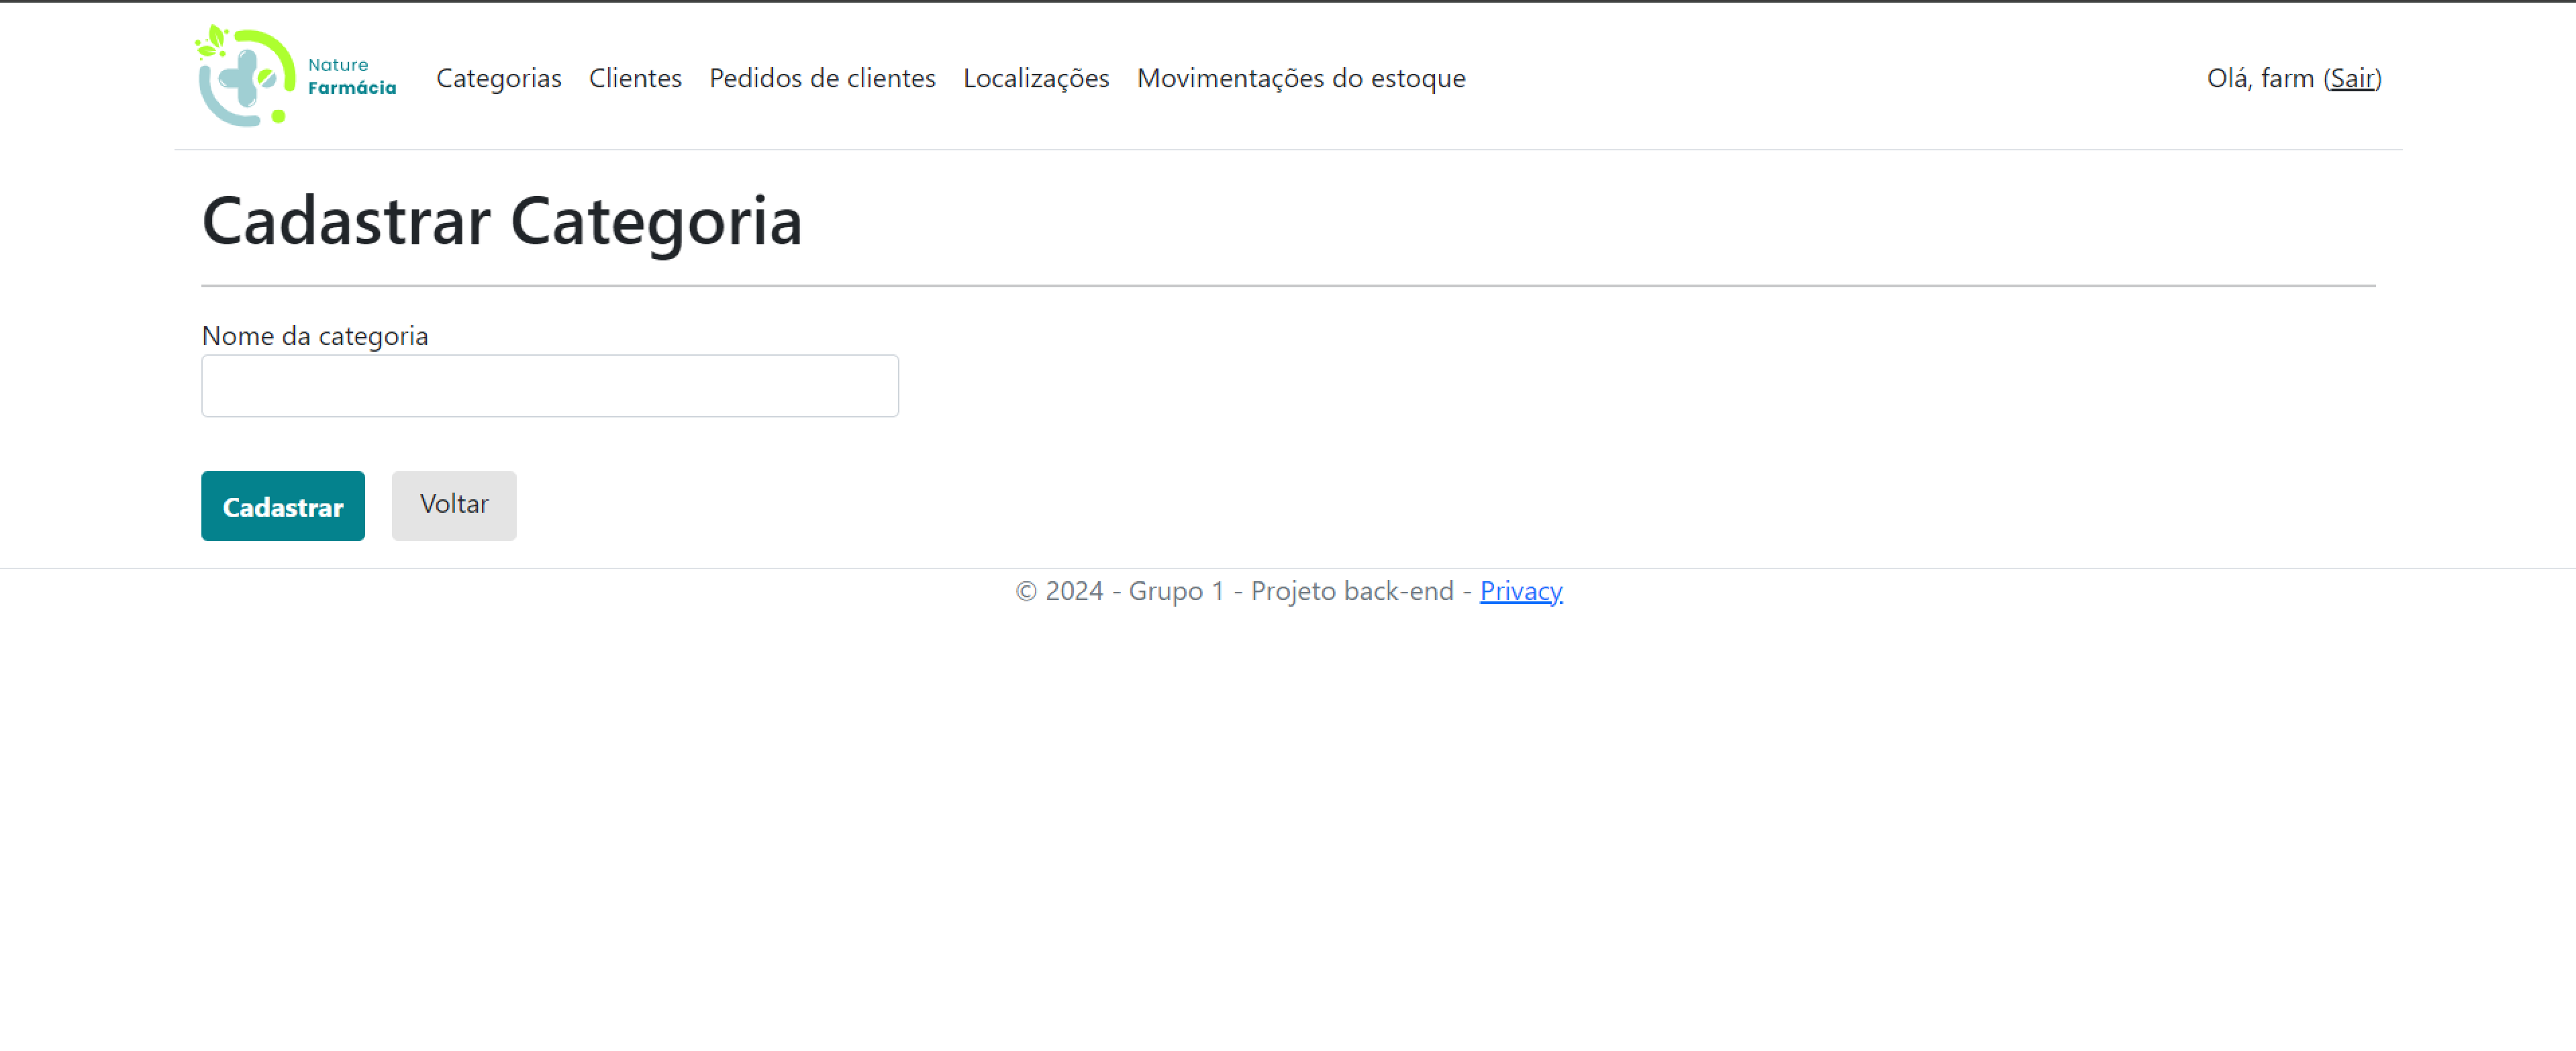 Nature
Farmácia
Categorias Clientes Pedidos de clientes Localizações Movimentações do estoque Olá, farm (Sair)
Cadastrar Categoria
Nome da categoria
Cadastrar Voltar
© 2024 - Grupo 1 - Projeto back-end - Privacy